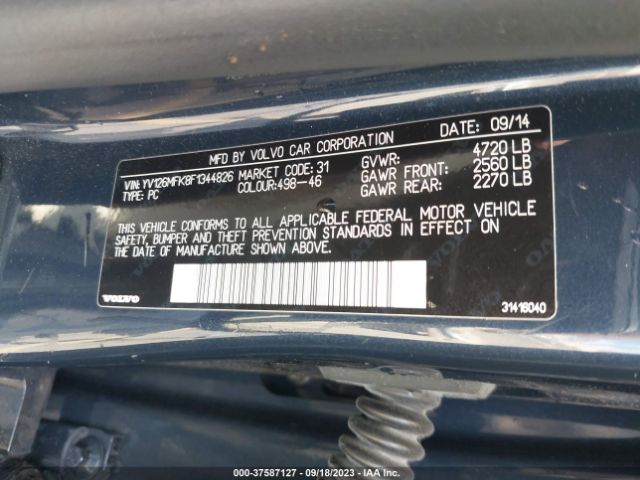 MFD BY VOLVO CAR CORPORATION DATE: 09/14
VIN: YV126MFK8F1344826 MARKET CODE: 31 GVWR: 4720 LB
TYPE: PC COLOUR:498-46 GAWR FRONT: 2560 LB
GAWR REAR: 2270 LB
THIS VEHICLE CONFORMS TO ALL APPLICABLE FEDERAL MOTOR VEHICLE
SAFETY, BUMPER AND THEFT PREVENTION STANDARDS IN EFFECT ON
THE DATE OF MANUFACTURE SHOWN ABOVE.
VOLVO 31416040
000-37587127 - 09/18/2023 - IAA Inc.